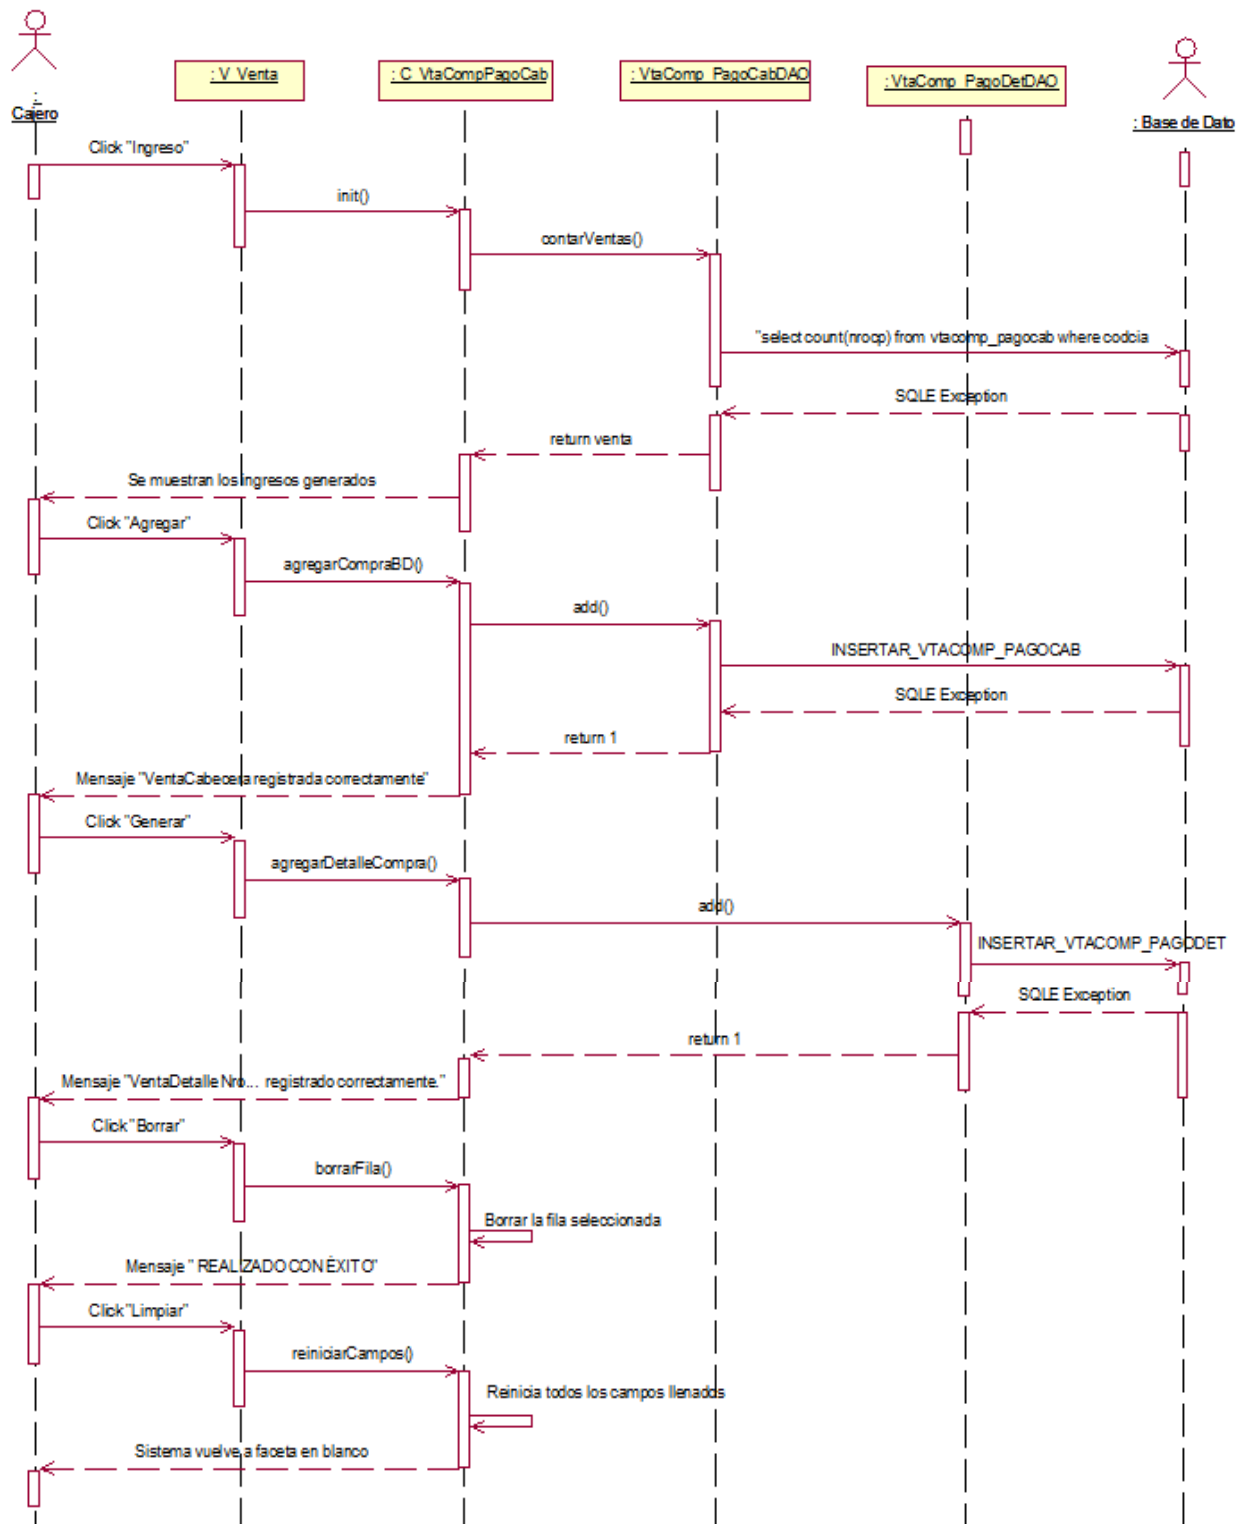 : V_Venta
: C_VtaCompPagoCab
: VtaComp_PagoCabDAO
: VtaComp_PagoDetDAO
:
Cajero
: Base de Dato
Click "Ingreso"
init()
contarVentas()
"select count(nrocp) from vtacomp_pagocab where codcia
SQLE Exception
return venta
Se muestran los ingresos generados
Click "Agregar"
agregarCompraBD()
add()
INSERTAR_VTACOMP_PAGOCAB
SQLE Exception
return 1
Mensaje "VentaCabecera registrada correctamente"
Click "Generar"
agregarDetalleCompra()
add()
INSERTAR_VTACOMP_PAGODET
SQLE Exception
return 1
Mensaje "VentaDetalle Nro... registrado correctamente."
Click "Borrar"
borrarFila()
Borrar la fila seleccionada
Mensaje " REALIZADO CON ÉXITO"
Click "Limpiar"
reiniciarCampos()
Reinicia todos los campos llenados
Sistema vuelve a faceta en blanco